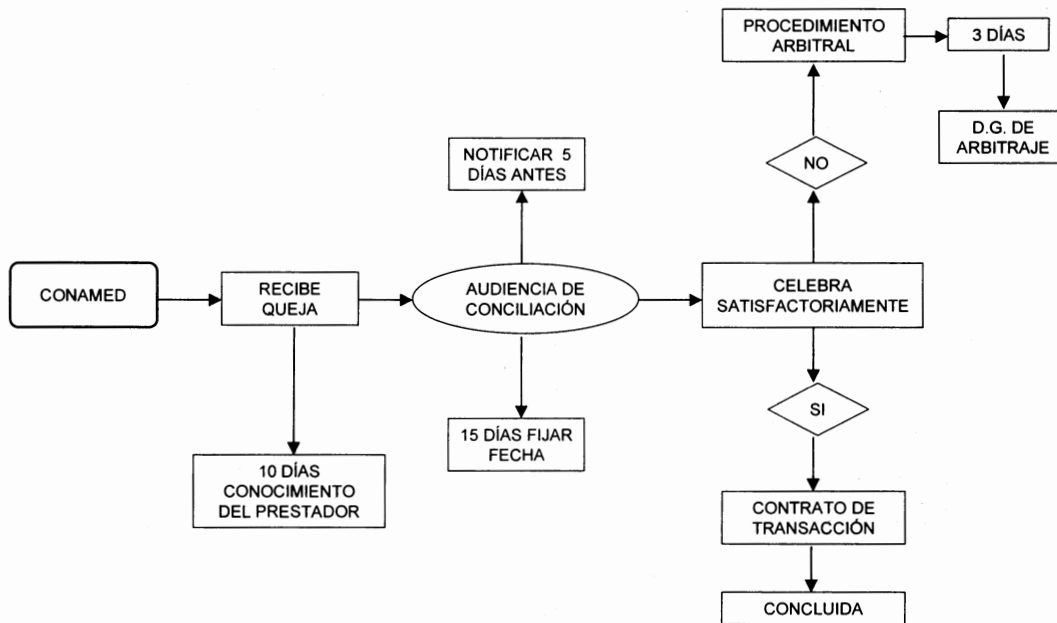 PROCEDIMIENTO
ARBITRAL
3 DÍAS
D.G. DE
ARBITRAJE
NOTIFICAR 5
DÍAS ANTES
NO
CONAMED
RECIBE
QUEJA
AUDIENCIA DE
CONCILIACIÓN
CELEBRA
SATISFACTORIAMENTE
SI
15 DÍAS FIJAR
FECHA
10 DÍAS
CONOCIMIENTO
DEL PRESTADOR
CONTRATO DE
TRANSACCIÓN
CONCLUIDA